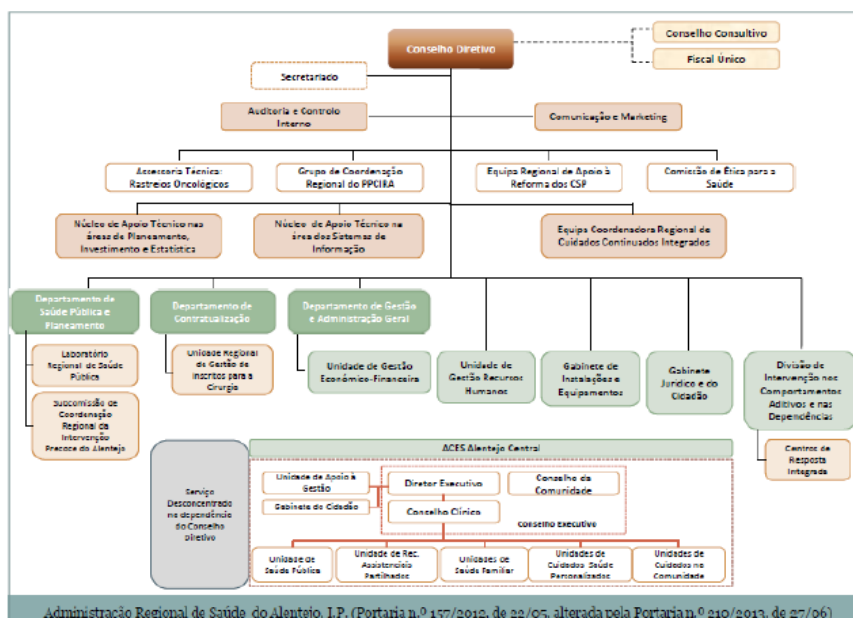 Conselho Diretivo
Conselho Consultivo
Fiscal Único
Secretariado
Auditoria e Controlo
Interno
Comunicação e Marketing
Assessoria Técnica:
Rastreios Oncológicos
Grupo de Coordenação
Regional do PPCIRA
Equipa Regional de Apoio à
Reforma dos CSP
Comissão de Ética para a
Saúde
Núcleo de Apoio Técnico nas
áreas de Planeamento,
Investimento e Estatística
Núcleo de Apoio Técnico na
área dos Sistemas de
Informação
Equipa Coordenadora Regional de
Cuidados Continuados Integrados
Departamento de
Saúde Pública e
Planeamento
Departamento de
Contratualização
Departamento de Gestão
e Administração Geral
Laboratório
Regional de Saúde
Pública
Unidade Regional
de Gestão de
Inscritos para a
Cirurgia
Unidade de Gestão
Económico-Financeira
Unidade de
Gestão Recursos
Humanos
Gabinete de
Instalações e
Equipamentos
Gabinete
Jurídico e do
Cidadão
Divisão de
Intervenção nos
Comportamentos
Aditivos e nas
Dependências
Subcomissão de
Coordenação
Regional da
Intervenção
Precoce do Alentejo
Centros de
Resposta
Integrada
ACES Alentejo Central
Serviço
Desconcentrado
na dependência
do Conselho
Diretivo
Unidade de Apoio à
Gestão
Gabinete do Cidadão
Diretor Executivo
Conselho da
Comunidade
Conselho Clínico
Conselho Executivo
Unidade de
Saúde Pública
Unidade de Rec.
Assistenciais
Partilhados
Unidades de
Saúde Familiar
Unidades de
Cuidados Saúde
Personalizados
Unidades de
Cuidados na
Comunidade
Administração Regional de Saúde do Alentejo, I.P. (Portaria n.º 157/2012, de 22/05, alterada pela Portaria n.º 210/2013, de 27/06)